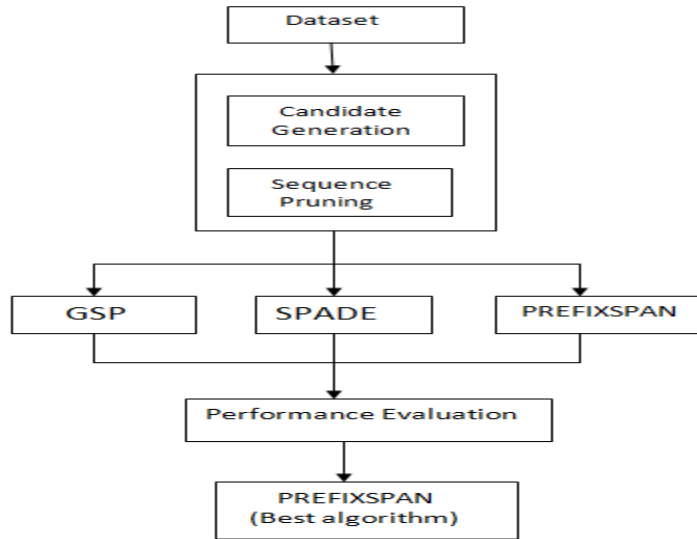 Dataset
Candidate
Generation
Sequence
Pruning
GSP
SPADE
PREFIXSPAN
Performance Evaluation
PREFIXSPAN
(Best algorithm)